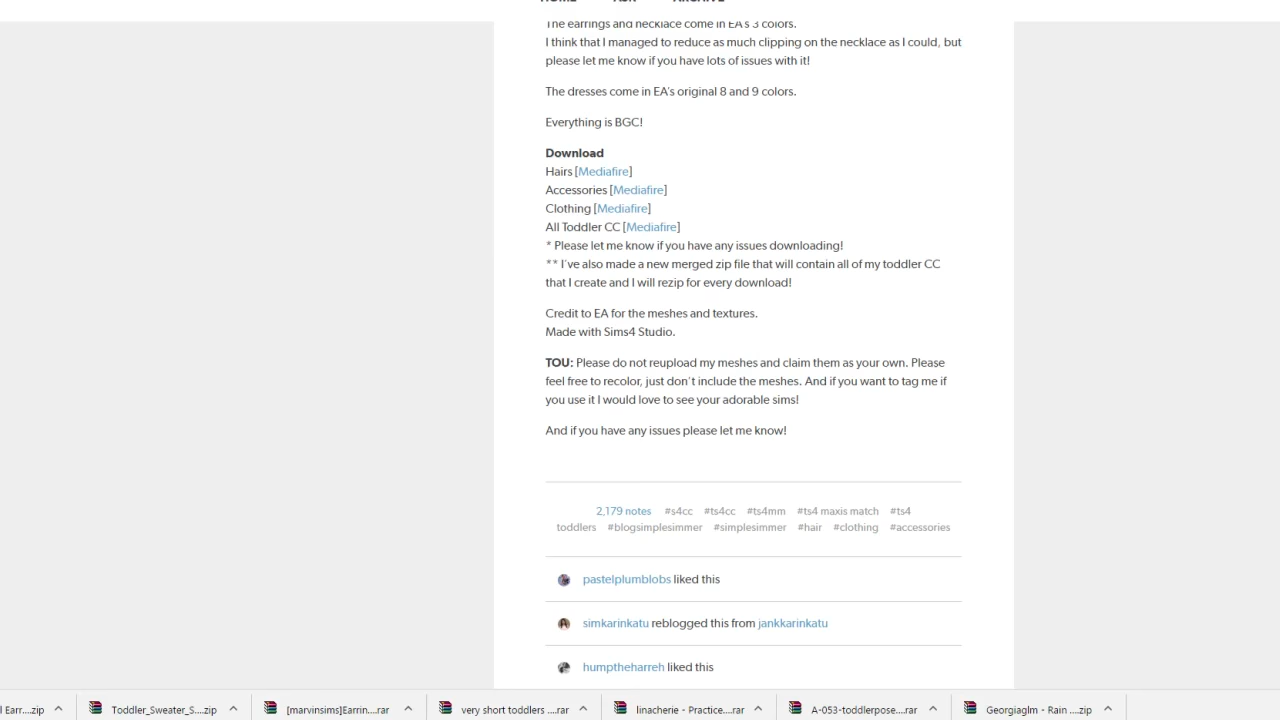 The earrings and necklace come in EA's 3 colors.
I think that I managed to reduce as much clipping on the necklace as I could, but
please let me know if you have lots of issues with it!
The dresses come in EA's original 8 and 9 colors.
Everything is BGC!
Download
Hairs [Mediafire]
Accessories [Mediafire]
Clothing [Mediafire]
All Toddler CC [Mediafire]
* Please let me know if you have any issues downloading!
** I've also made a new merged zip file that will contain all of my toddler CC
that I create and I will rezip for every download!
Credit to EA for the meshes and textures.
Made with Sims4 Studio.
TOU: Please do not reupload my meshes and claim them as your own. Please
feel free to recolor, just don't include the meshes. And if you want to tag me if
you use it I would love to see your adorable sims!
And if you have any issues please let me know!
2,179 notes #s4cc #ts4cc #ts4mm #ts4 maxis match #ts4
toddlers #blogsimplesimmer #simplesimmer #hair #clothing #accessories
pastelplumblobs liked this
simkarinkatu reblogged this from jankkarinkatu
humptheharreh liked this
l Earr....zip Toddler_Sweater_S....zip [marvinsims]Earrin....rar very short toddlers ....rar linacherie - Practice....rar A-053-toddlerpose....rar Georgiaglm - Rain ....zip